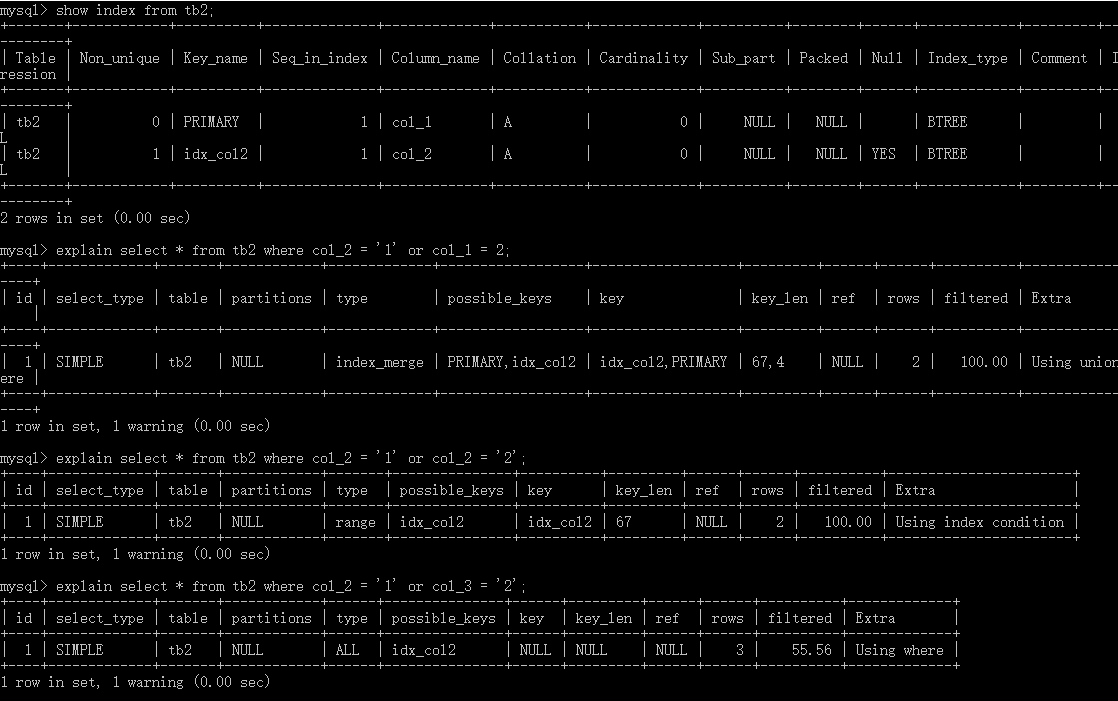 mysql> show index from tb2;
+-------+------------+----------+--------------+-------------+-----------+-------------+----------+--------+------+------------+---------+--
--------+
| Table | Non_unique | Key_name | Seq_in_index | Column_name | Collation | Cardinality | Sub_part | Packed | Null | Index_type | Comment | I
ression |
+-------+------------+----------+--------------+-------------+-----------+-------------+----------+--------+------+------------+---------+--
--------+
| tb2   |          0 | PRIMARY  |            1 | col_1       | A         |           0 |     NULL |   NULL |      | BTREE      |         |
L       |
| tb2   |          1 | idx_col2 |            1 | col_2       | A         |           0 |     NULL |   NULL | YES  | BTREE      |         |
L       |
+-------+------------+----------+--------------+-------------+-----------+-------------+----------+--------+------+------------+---------+--
--------+
2 rows in set (0.00 sec)
mysql> explain select * from tb2 where col_2 = '1' or col_1 = 2;
+----+-------------+-------+------------+-------------+------------------+------------------+---------+------+------+----------+------------
----+
| id | select_type | table | partitions | type        | possible_keys    | key              | key_len | ref  | rows | filtered | Extra
    |
+----+-------------+-------+------------+-------------+------------------+------------------+---------+------+------+----------+------------
----+
|  1 | SIMPLE      | tb2   | NULL       | index_merge | PRIMARY,idx_col2 | idx_col2,PRIMARY | 67,4    | NULL |    2 |   100.00 | Using union
ere |
+----+-------------+-------+------------+-------------+------------------+------------------+---------+------+------+----------+------------
----+
1 row in set, 1 warning (0.00 sec)
mysql> explain select * from tb2 where col_2 = '1' or col_2 = '2';
+----+-------------+-------+------------+-------+---------------+----------+---------+------+------+----------+-----------------------+
| id | select_type | table | partitions | type  | possible_keys | key      | key_len | ref  | rows | filtered | Extra                 |
+----+-------------+-------+------------+-------+---------------+----------+---------+------+------+----------+-----------------------+
|  1 | SIMPLE      | tb2   | NULL       | range | idx_col2      | idx_col2 | 67      | NULL |    2 |   100.00 | Using index condition |
+----+-------------+-------+------------+-------+---------------+----------+---------+------+------+----------+-----------------------+
1 row in set, 1 warning (0.00 sec)
mysql> explain select * from tb2 where col_2 = '1' or col_3 = '2';
+----+-------------+-------+------------+------+---------------+------+---------+------+------+----------+-------------+
| id | select_type | table | partitions | type | possible_keys | key  | key_len | ref  | rows | filtered | Extra       |
+----+-------------+-------+------------+------+---------------+------+---------+------+------+----------+-------------+
|  1 | SIMPLE      | tb2   | NULL       | ALL  | idx_col2      | NULL | NULL    | NULL |    3 |    55.56 | Using where |
+----+-------------+-------+------------+------+---------------+------+---------+------+------+----------+-------------+
1 row in set, 1 warning (0.00 sec)